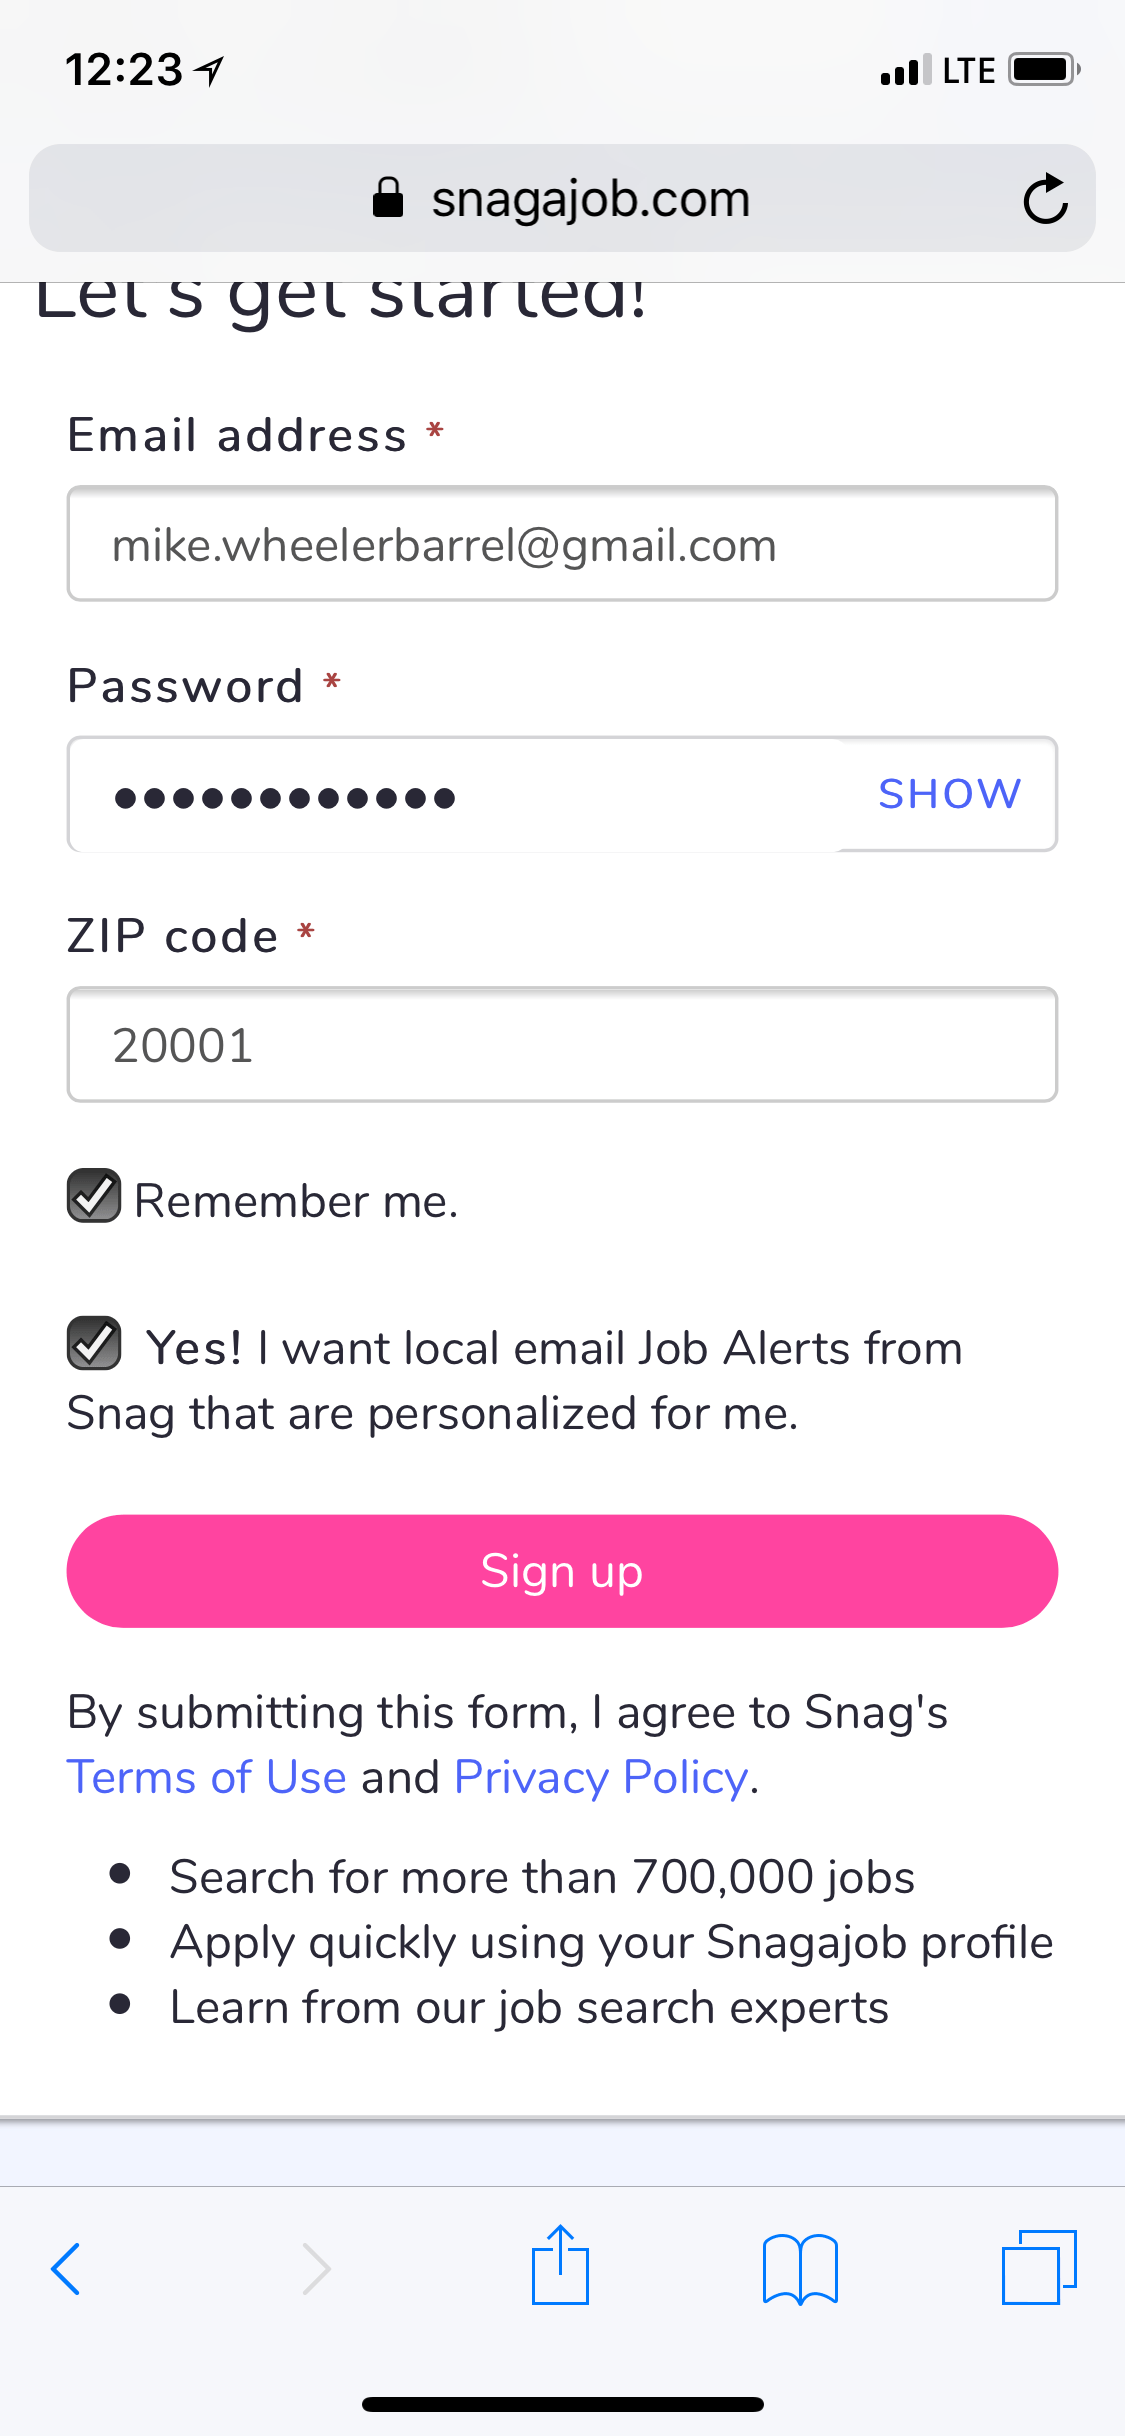 12:23
LTE
snagajob.com
Let's get started!
Email address *
mike.wheelerbarrel@gmail.com
Password *
●●●●●●●●●●●● SHOW
ZIP code *
20001
Remember me.
Yes! I want local email Job Alerts from
Snag that are personalized for me.
Sign up
By submitting this form, I agree to Snag's
Terms of Use and Privacy Policy.
• Search for more than 700,000 jobs
• Apply quickly using your Snagajob profile
• Learn from our job search experts